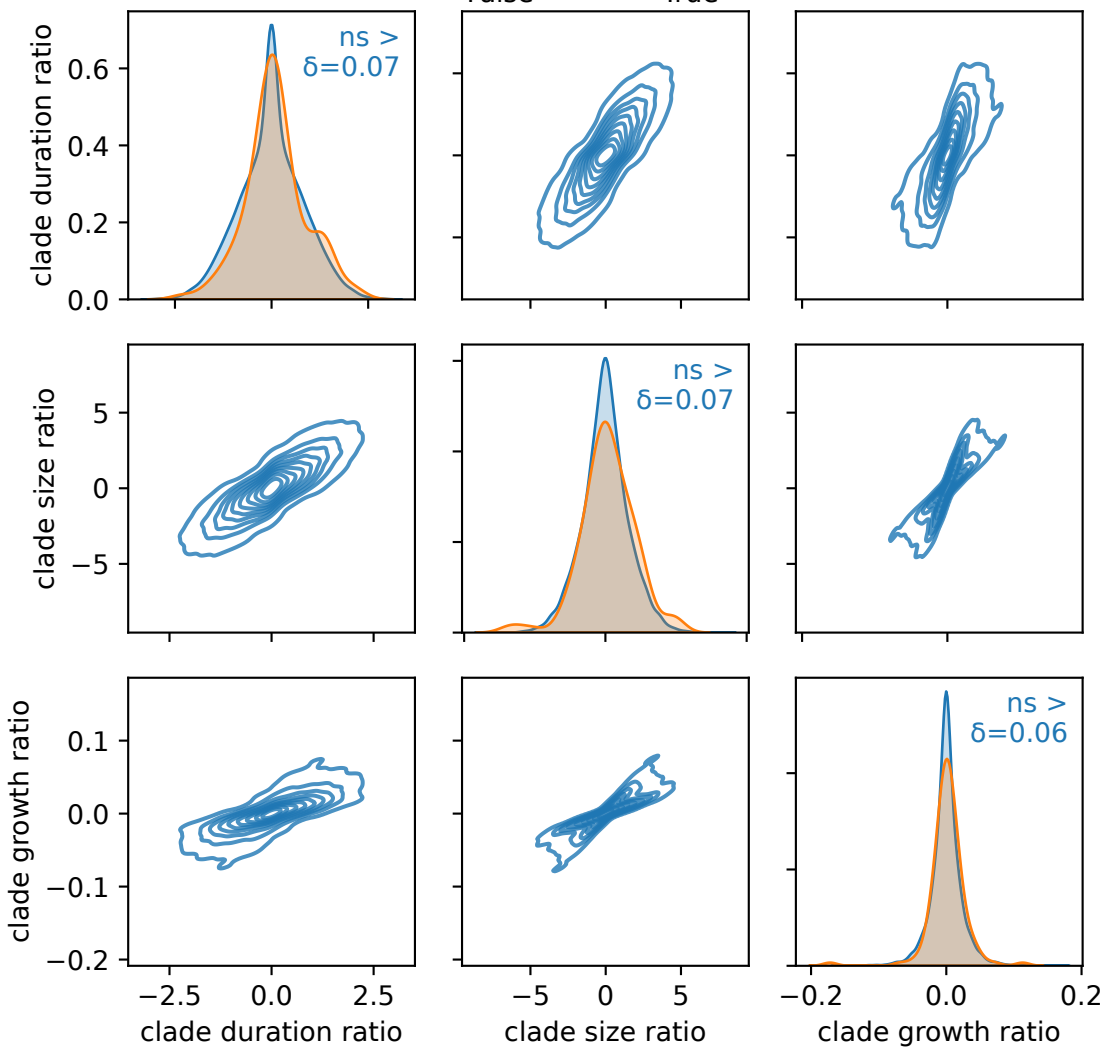 True
clade duration ratio
0.6
0.4
0.2
0.0
ns >
δ=0.07
clade size ratio
5
0
−5
ns >
δ=0.07
clade growth ratio
0.1
0.0
−0.1
−0.2
ns >
δ=0.06
−2.5 0.0 2.5
−5 0 5
−0.2 0.0 0.2
clade duration ratio
clade size ratio
clade growth ratio